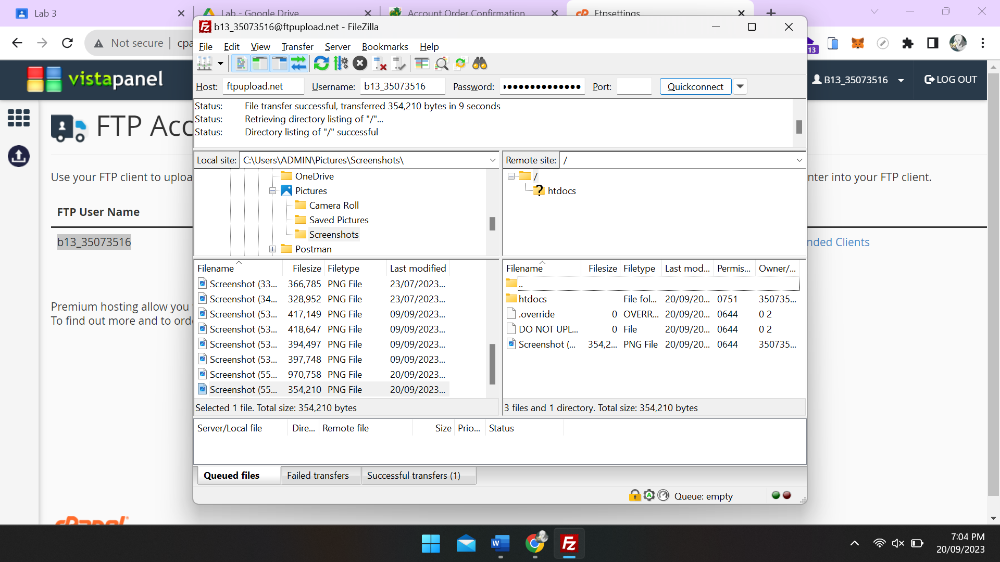 Lab 3
Lab - Google Drive
Account Order Confirmation
Ftpsettings
b13_35073516@ftpupload.net - FileZilla
Not secure
cpa
13
File Edit View Transfer Server Bookmarks Help
vistapanel
B13_35073516
LOG OUT
Host: ftpupload.net Username: b13_35073516 Password: Port: Quickconnect
Status: File transfer successful, transferred 354,210 bytes in 9 seconds
Status: Retrieving directory listing of "/"...
Status: Directory listing of "/" successful
FTP Acc
Use your FTP client to uploa
nter into your FTP client.
FTP User Name
b13_35073516
nded Clients
Premium hosting allow you
To find out more and to orde
Local site: C:\Users\ADMIN\Pictures\Screenshots\
OneDrive
Pictures
Camera Roll
Saved Pictures
Screenshots
Postman
Remote site: /
/
htdocs
Filename Filesize Filetype Last modified
Screenshot (33... 366,785 PNG File 23/07/2023...
Screenshot (34... 328,952 PNG File 23/07/2023...
Screenshot (53... 417,149 PNG File 09/09/2023...
Screenshot (53... 418,647 PNG File 09/09/2023...
Screenshot (53... 394,497 PNG File 09/09/2023...
Screenshot (53... 397,748 PNG File 09/09/2023...
Screenshot (55... 970,758 PNG File 20/09/2023...
Screenshot (55... 354,210 PNG File 20/09/2023...
Selected 1 file. Total size: 354,210 bytes
Filename Filesize Filetype Last mod... Permis... Owner/...
..
htdocs File fol... 20/09/20... 0751 350735...
.override 0 OVERR... 20/09/20... 0644 0 2
DO NOT UPL... 0 File 20/09/20... 0644 0 2
Screenshot (... 354,2... PNG File 20/09/20... 0644 350735...
3 files and 1 directory. Total size: 354,210 bytes
Server/Local file Dire... Remote file Size Prio... Status
Queued files Failed transfers Successful transfers (1)
Queue: empty
cPanel
7:04 PM
20/09/2023